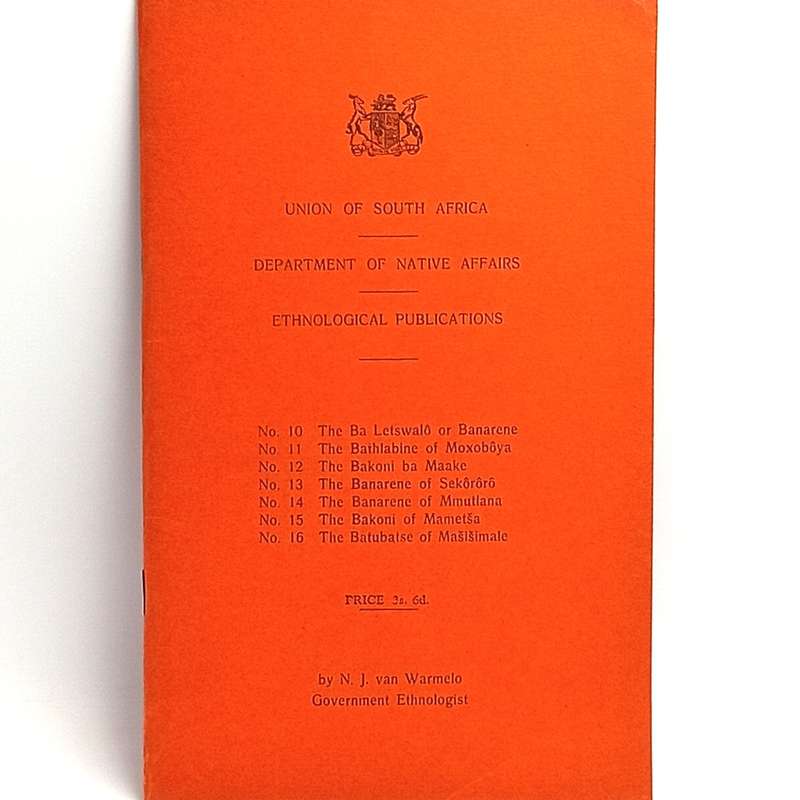 UNION OF SOUTH AFRICA
DEPARTMENT OF NATIVE AFFAIRS
ETHNOLOGICAL PUBLICATIONS
No. 10 The Ba Letswalô or Banarene
No. 11 The Bathlabine of Moxobôya
No. 12 The Bakoni ba Maake
No. 13 The Banarene of Sekôrôrô
No. 14 The Banarene of Mmutlana
No. 15 The Bakoni of Mametša
No. 16 The Batubatse of Mašišimale
PRICE 3s. 6d.
by N. J. van Warmelo
Government Ethnologist